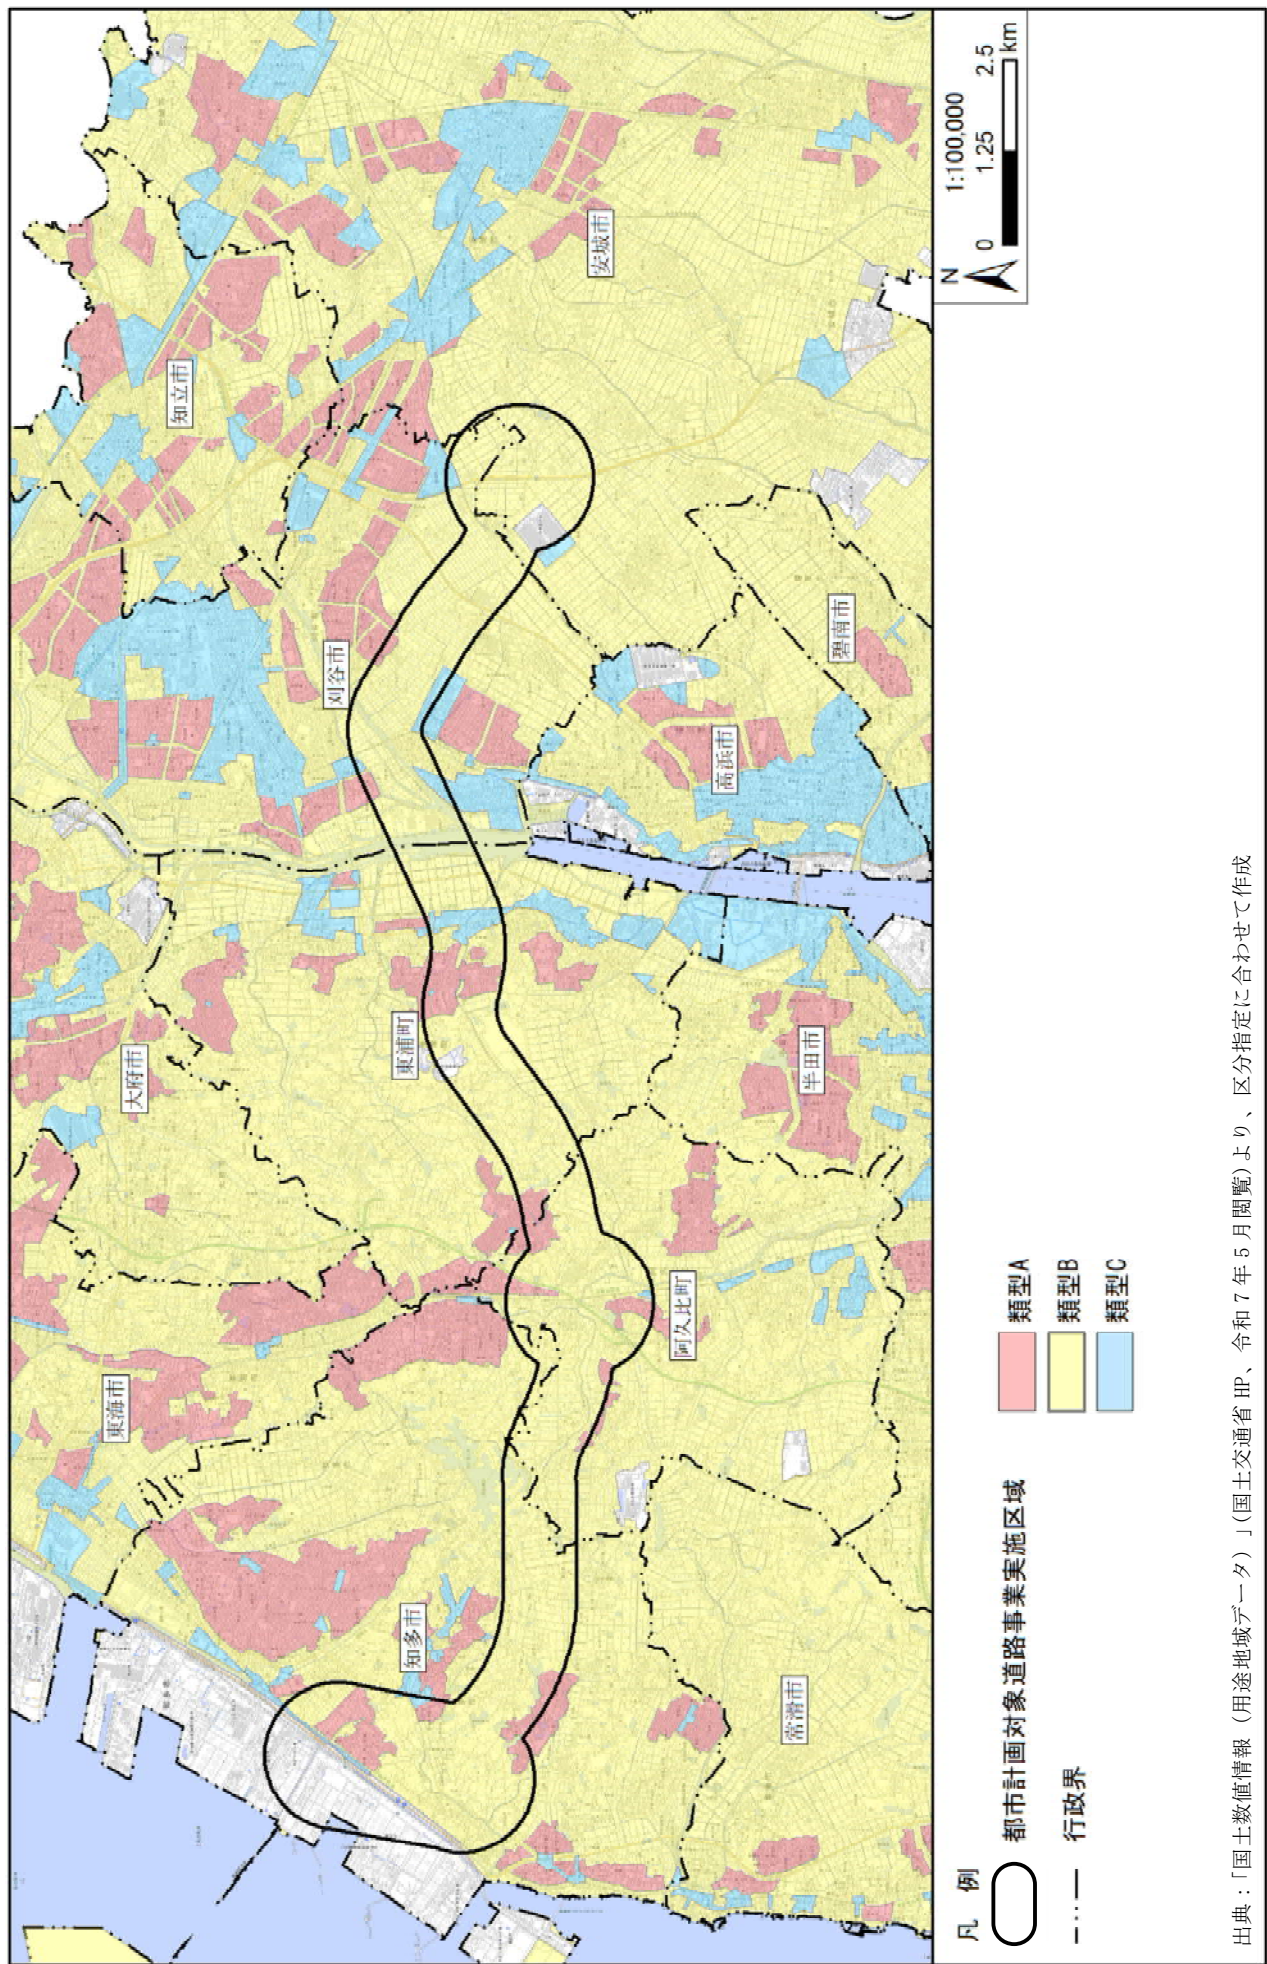 知立市
安城市
刈谷市
碧南市
高浜市
大府市
東浦町
半田市
東海市
阿久比町
知多市
常滑市
N
1:100,000
0 1.25 2.5
km
凡 例
都市計画対象道路事業実施区域
行政界
類型A
類型B
類型C
出典：「国土数値情報（用途地域データ）」（国土交通省 HP、令和７年５月閲覧）より、区分指定に合わせて作成